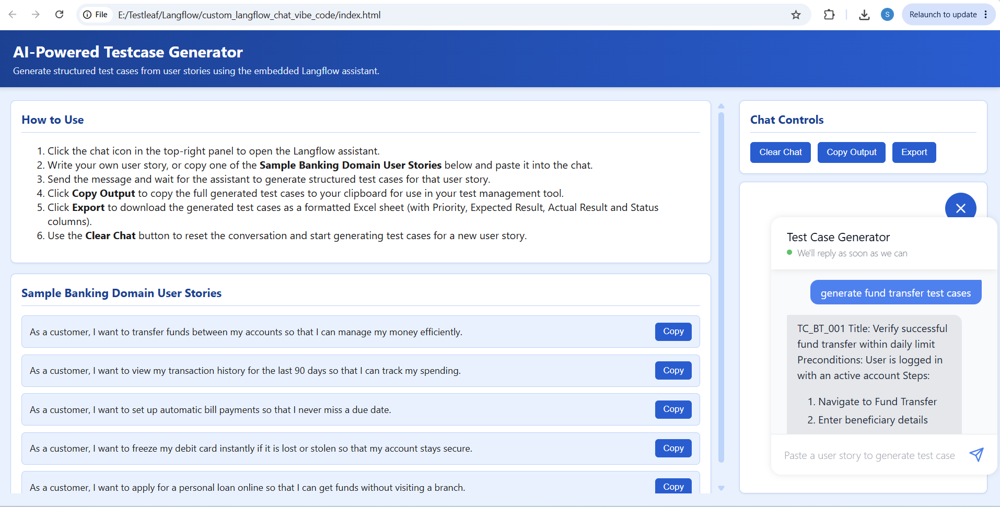 File
E:/Testleaf/Langflow/custom_langflow_chat_vibe_code/index.html
S
Relaunch to update
AI-Powered Testcase Generator
Generate structured test cases from user stories using the embedded Langflow assistant.
How to Use
1. Click the chat icon in the top-right panel to open the Langflow assistant.
2. Write your own user story, or copy one of the Sample Banking Domain User Stories below and paste it into the chat.
3. Send the message and wait for the assistant to generate structured test cases for that user story.
4. Click Copy Output to copy the full generated test cases to your clipboard for use in your test management tool.
5. Click Export to download the generated test cases as a formatted Excel sheet (with Priority, Expected Result, Actual Result and Status
columns).
6. Use the Clear Chat button to reset the conversation and start generating test cases for a new user story.
Sample Banking Domain User Stories
As a customer, I want to transfer funds between my accounts so that I can manage my money efficiently.
Copy
As a customer, I want to view my transaction history for the last 90 days so that I can track my spending.
Copy
As a customer, I want to set up automatic bill payments so that I never miss a due date.
Copy
As a customer, I want to freeze my debit card instantly if it is lost or stolen so that my account stays secure.
Copy
As a customer, I want to apply for a personal loan online so that I can get funds without visiting a branch.
Copy
Chat Controls
Clear Chat
Copy Output
Export
Test Case Generator
We'll reply as soon as we can
generate fund transfer test cases
TC_BT_001 Title: Verify successful
fund transfer within daily limit
Preconditions: User is logged in
with an active account Steps:
1. Navigate to Fund Transfer
2. Enter beneficiary details
Paste a user story to generate test case